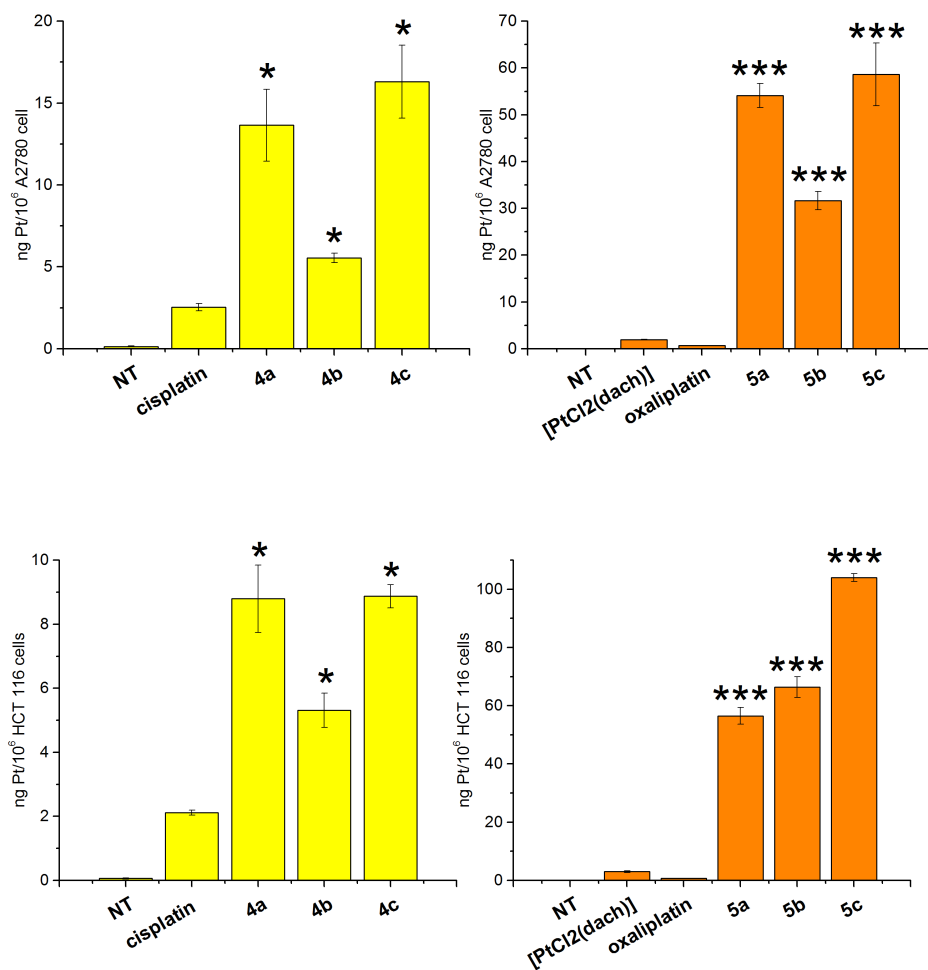 20
15
10
5
0
ng Pt/10⁶ A2780 cell
*
*
*
NT
cisplatin
4a
4b
4c
70
60
50
40
30
20
10
0
ng Pt/10⁶ A2780 cell
***
***
***
NT
[PtCl2(dach)]
oxaliplatin
5a
5b
5c
10
8
6
4
2
0
ng Pt/10⁶ HCT 116 cells
*
*
*
NT
cisplatin
4a
4b
4c
100
80
60
40
20
0
ng Pt/10⁶ HCT 116 cells
***
***
***
NT
[PtCl2(dach)]
oxaliplatin
5a
5b
5c